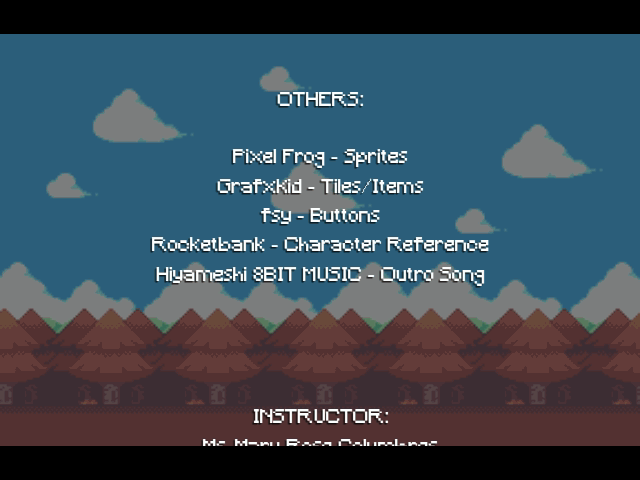 OTHERS:
Pixel Frog - Sprites
GrafxKid - Tiles/Items
fsy - Buttons
Rocketbank - Character Reference
Hiyameshi 8BIT MUSIC - Outro Song
INSTRUCTOR:
Ms. Mary Rose